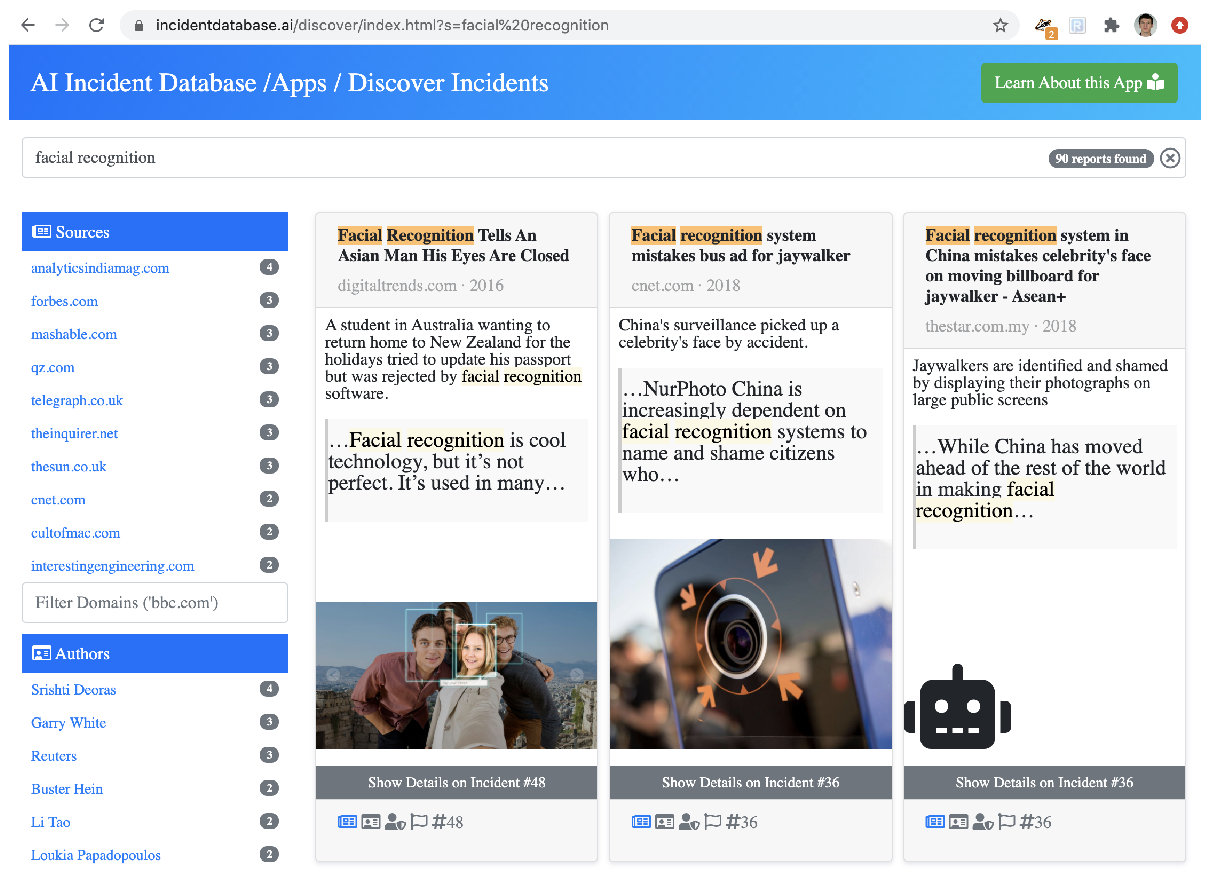 incidentdatabase.ai/discover/index.html?s=facial%20recognition
2
AI Incident Database /Apps / Discover Incidents
Learn About this App
facial recognition
90 reports found
Sources
analyticsindiamag.com 4
forbes.com 3
mashable.com 3
qz.com 3
telegraph.co.uk 3
theinquirer.net 3
thesun.co.uk 3
cnet.com 2
cultofmac.com 2
interestingengineering.com 2
Filter Domains ('bbc.com')
Authors
Srishti Deoras 4
Garry White 3
Reuters 3
Buster Hein 2
Li Tao 2
Loukia Papadopoulos 2
Facial Recognition Tells An
Asian Man His Eyes Are Closed
digitaltrends.com · 2016
A student in Australia wanting to
return home to New Zealand for the
holidays tried to update his passport
but was rejected by facial recognition
software.
…Facial recognition is cool
technology, but it’s not
perfect. It’s used in many…
Show Details on Incident #48
#48
Facial recognition system
mistakes bus ad for jaywalker
cnet.com · 2018
China's surveillance picked up a
celebrity's face by accident.
…NurPhoto China is
increasingly dependent on
facial recognition systems to
name and shame citizens
who…
Show Details on Incident #36
#36
Facial recognition system in
China mistakes celebrity's face
on moving billboard for
jaywalker - Asean+
thestar.com.my · 2018
Jaywalkers are identified and shamed
by displaying their photographs on
large public screens
…While China has moved
ahead of the rest of the world
in making facial
recognition…
Show Details on Incident #36
#36